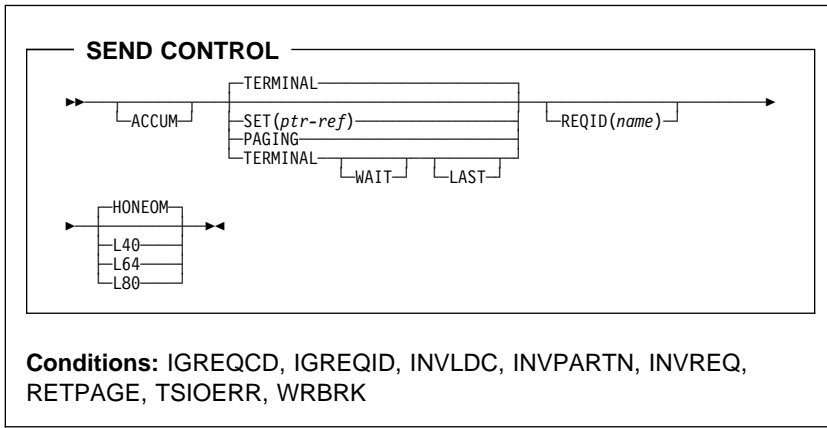 SEND CONTROL
TERMINAL
ACCUM
SET(ptr-ref)
REQID(name)
PAGING
TERMINAL
WAIT
LAST
HONEOM
L40
L64
L80
Conditions: IGREQCD, IGREQID, INVLDC, INVPARTN, INVREQ,
RETPAGE, TSIOERR, WRBRK